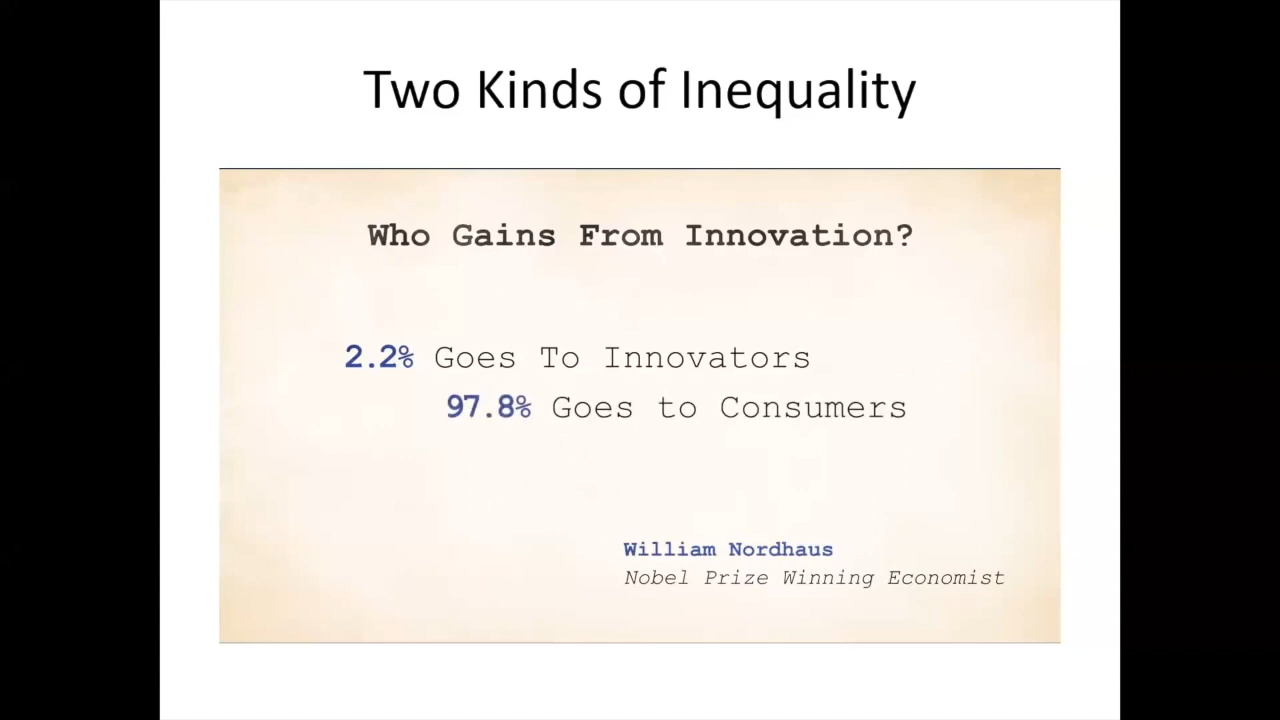 Two Kinds of Inequality
Who Gains From Innovation?
2.2% Goes To Innovators
97.8% Goes to Consumers
William Nordhaus
Nobel Prize Winning Economist